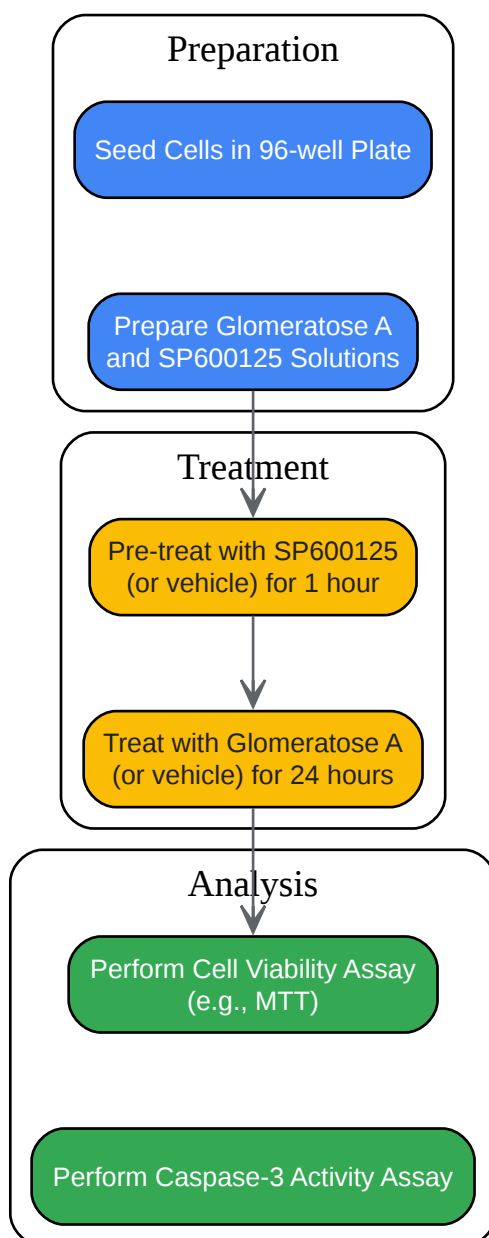 Preparation
Seed Cells in 96-well Plate
Prepare Glomeratose A
and SP600125 Solutions
Treatment
Pre-treat with SP600125
(or vehicle) for 1 hour
Treat with Glomeratose A
(or vehicle) for 24 hours
Analysis
Perform Cell Viability Assay
(e.g., MTT)
Perform Caspase-3 Activity Assay